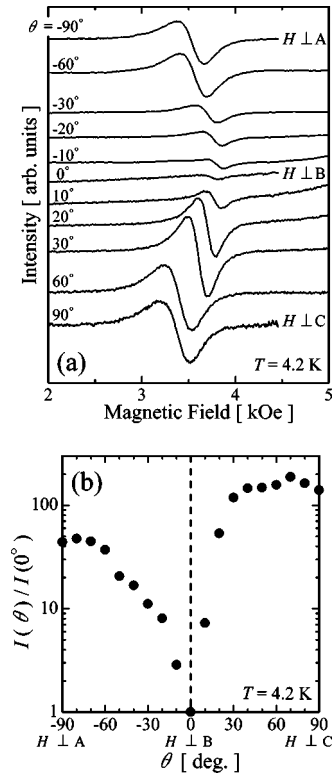 θ = -90°
H ⊥ A
-60°
-30°
-20°
-10°
0°
H ⊥ B
10°
20°
30°
60°
90°
H ⊥ C
(a)
T = 4.2 K
Intensity [ arb. units ]
2 3 4 5
Magnetic Field [ kOe ]
(b)
100
10
1
I(θ) / I(0°)
T = 4.2 K
-90 -60 -30 0 30 60 90
H ⊥ A H ⊥ B H ⊥ C
θ [ deg. ]